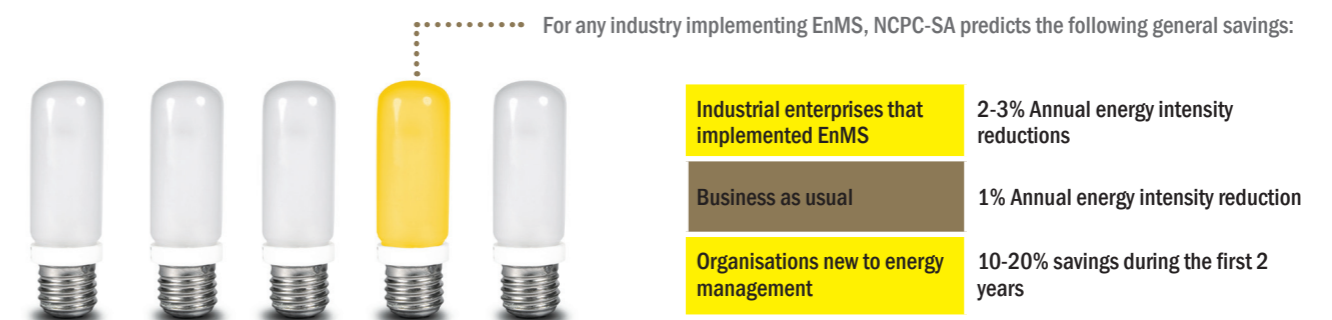 For any industry implementing EnMS, NCPC-SA predicts the following general savings:
Industrial enterprises that
implemented EnMS
2-3% Annual energy intensity
reductions
Business as usual
1% Annual energy intensity reduction
Organisations new to energy
management
10-20% savings during the first 2
years